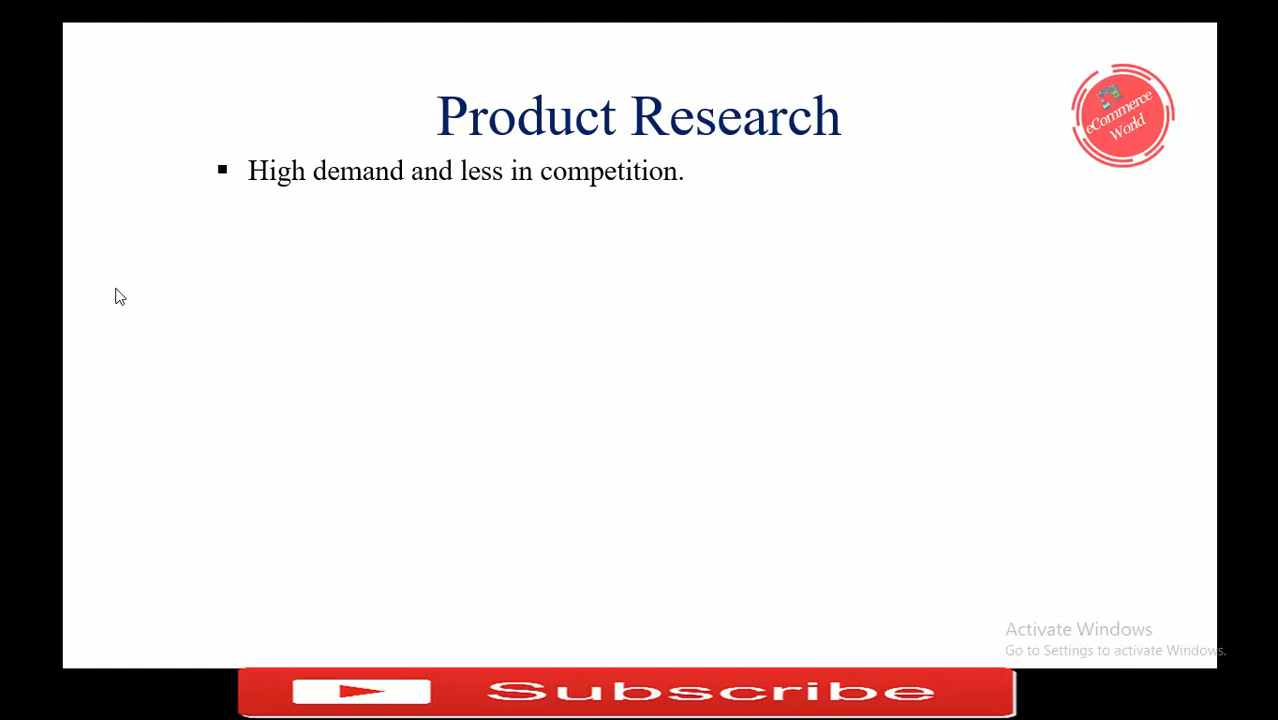 Product Research
eCommerce
World
▪ High demand and less in competition.
Activate Windows
Go to Settings to activate Windows.
Subscribe